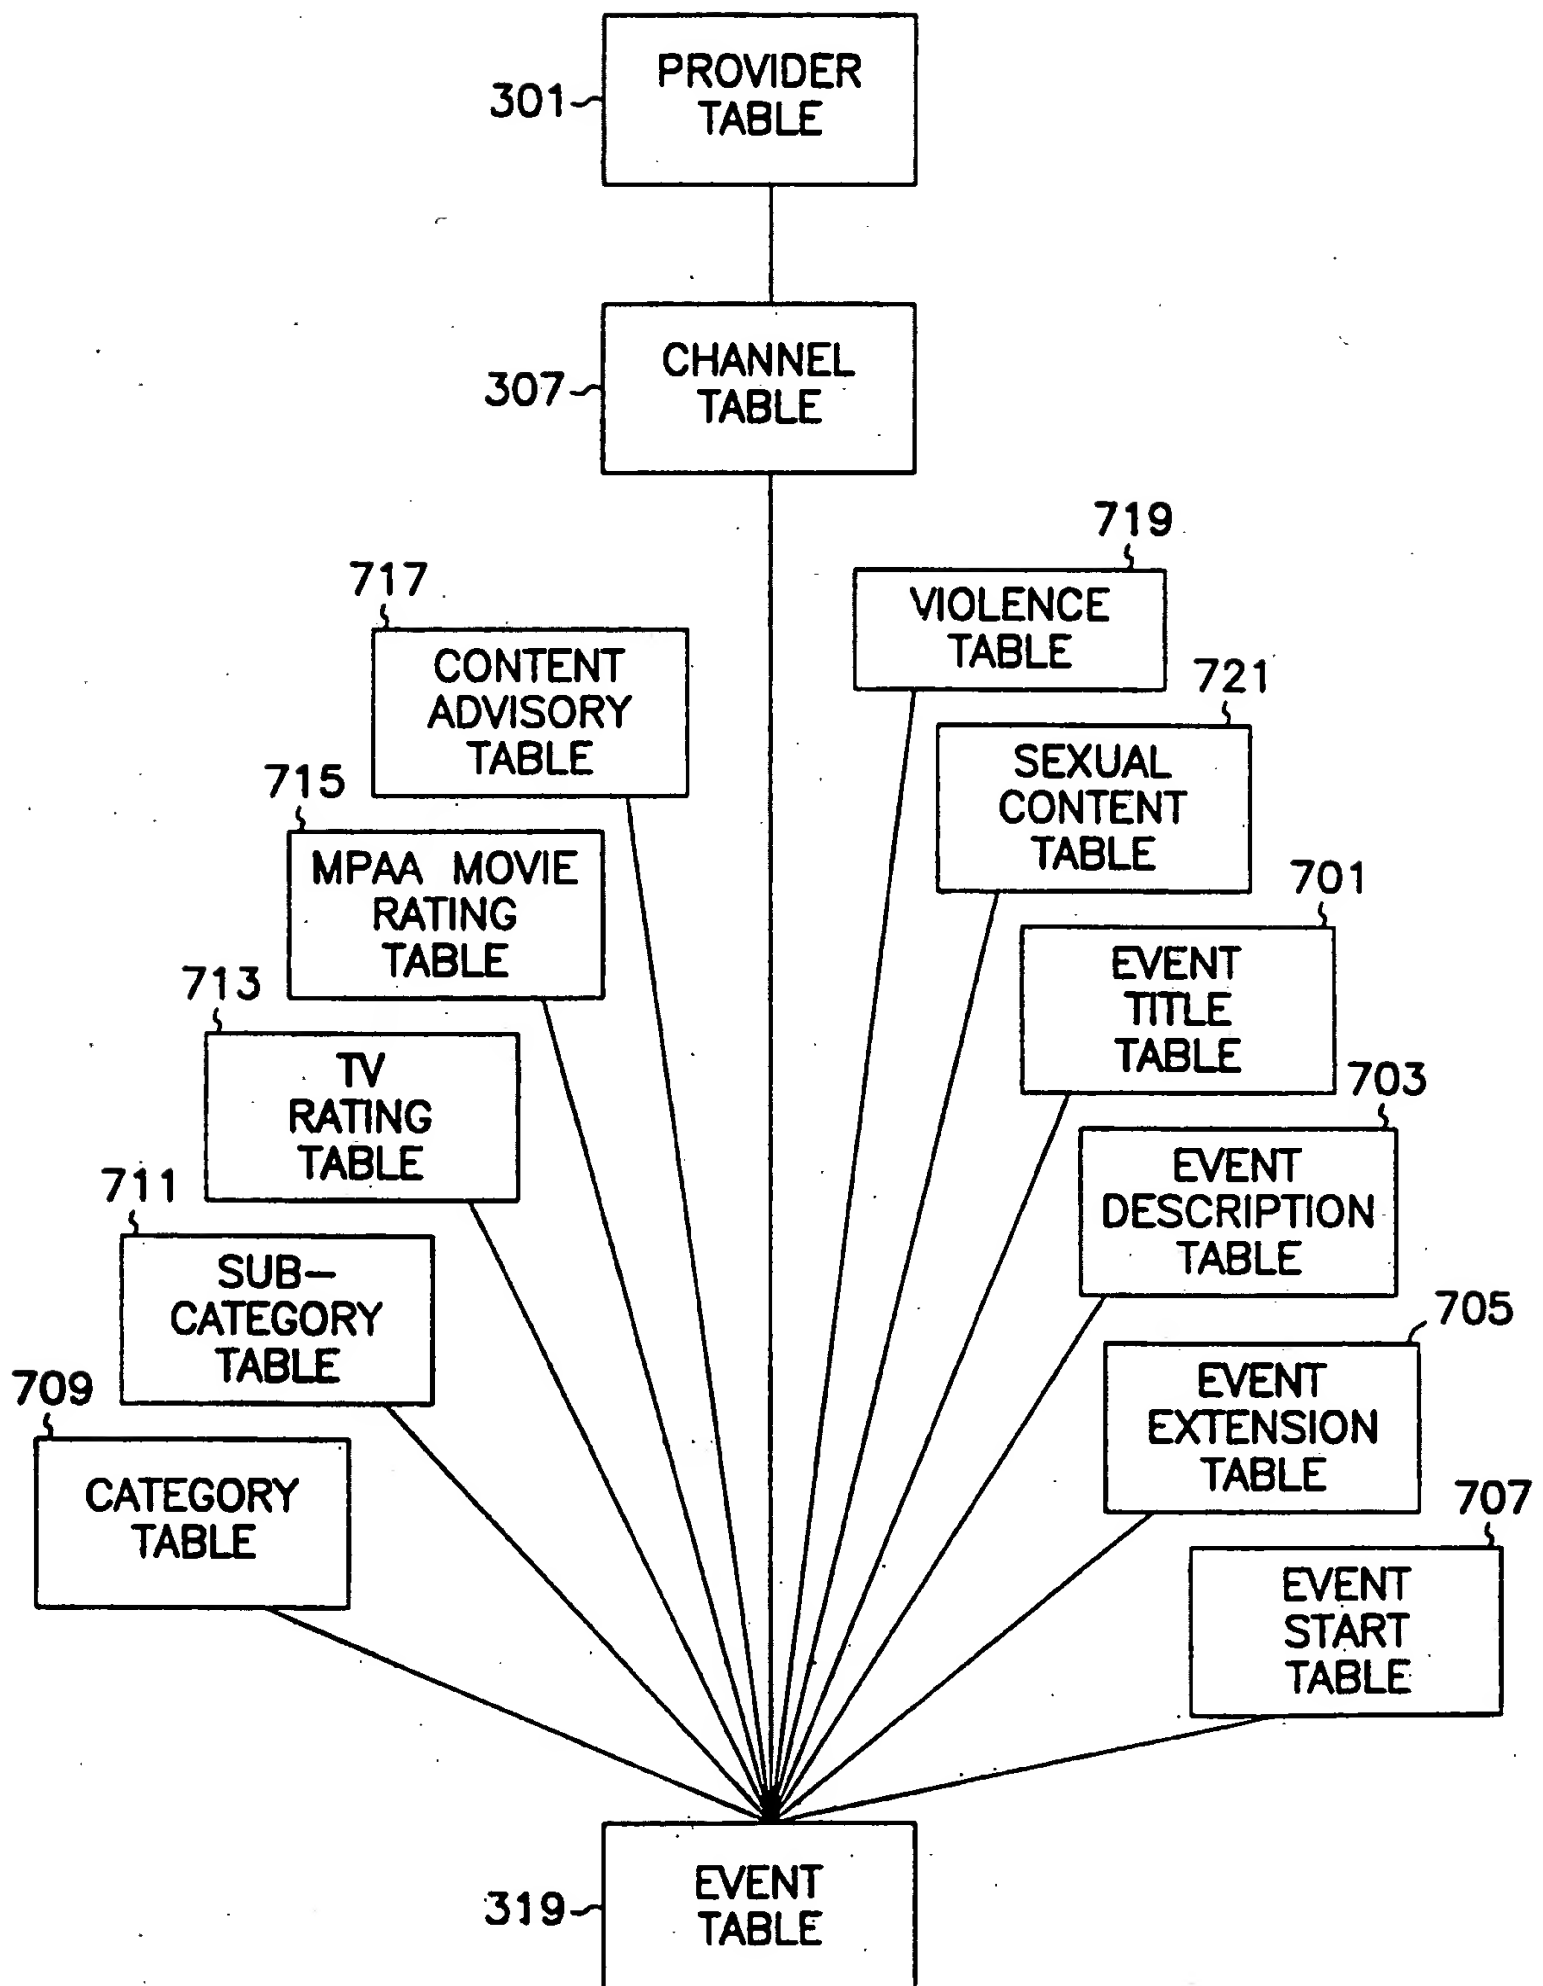 301
PROVIDER
TABLE
307
CHANNEL
TABLE
719
VIOLENCE
TABLE
717
CONTENT
ADVISORY
TABLE
721
SEXUAL
CONTENT
TABLE
715
MPAA MOVIE
RATING
TABLE
701
EVENT
TITLE
TABLE
713
TV
RATING
TABLE
703
EVENT
DESCRIPTION
TABLE
711
SUB-
CATEGORY
TABLE
705
EVENT
EXTENSION
TABLE
709
CATEGORY
TABLE
707
EVENT
START
TABLE
319
EVENT
TABLE